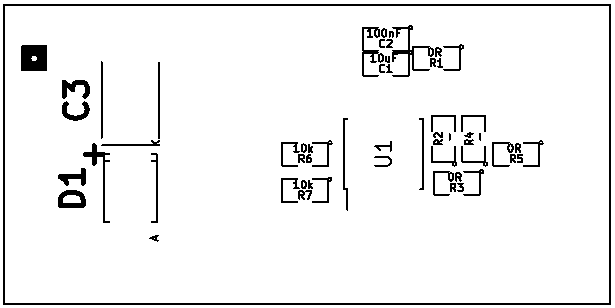 100nF
C2
10uF
C1
0R
R1
C3
+
K
D1
A
10k
R6
10k
R7
U1
R2
R4
0R
R5
0R
R3